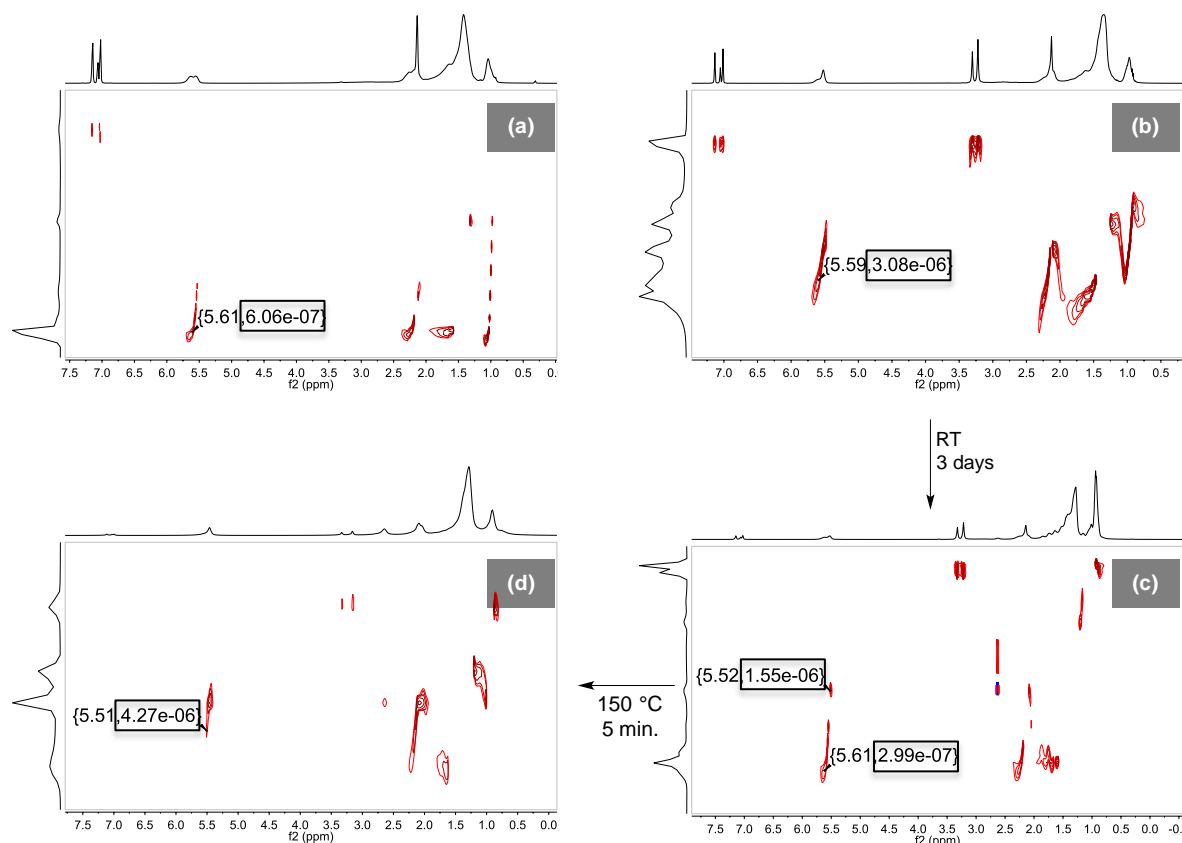 (a)
{5.61,6.06e-07}
7.5 7.0 6.5 6.0 5.5 5.0 4.5 4.0 3.5 3.0 2.5 2.0 1.5 1.0 0.5 0.0
f2 (ppm)
(b)
{5.59,3.08e-06}
7.5 7.0 6.5 6.0 5.5 5.0 4.5 4.0 3.5 3.0 2.5 2.0 1.5 1.0 0.5
f2 (ppm)
RT
3 days
(d)
{5.51,4.27e-06}
7.5 7.0 6.5 6.0 5.5 5.0 4.5 4.0 3.5 3.0 2.5 2.0 1.5 1.0 0.5 0.0
f2 (ppm)
150 °C
5 min.
(c)
{5.52,1.55e-06}
{5.61,2.99e-07}
7.5 7.0 6.5 6.0 5.5 5.0 4.5 4.0 3.5 3.0 2.5 2.0 1.5 1.0 0.5 0.0
f2 (ppm)